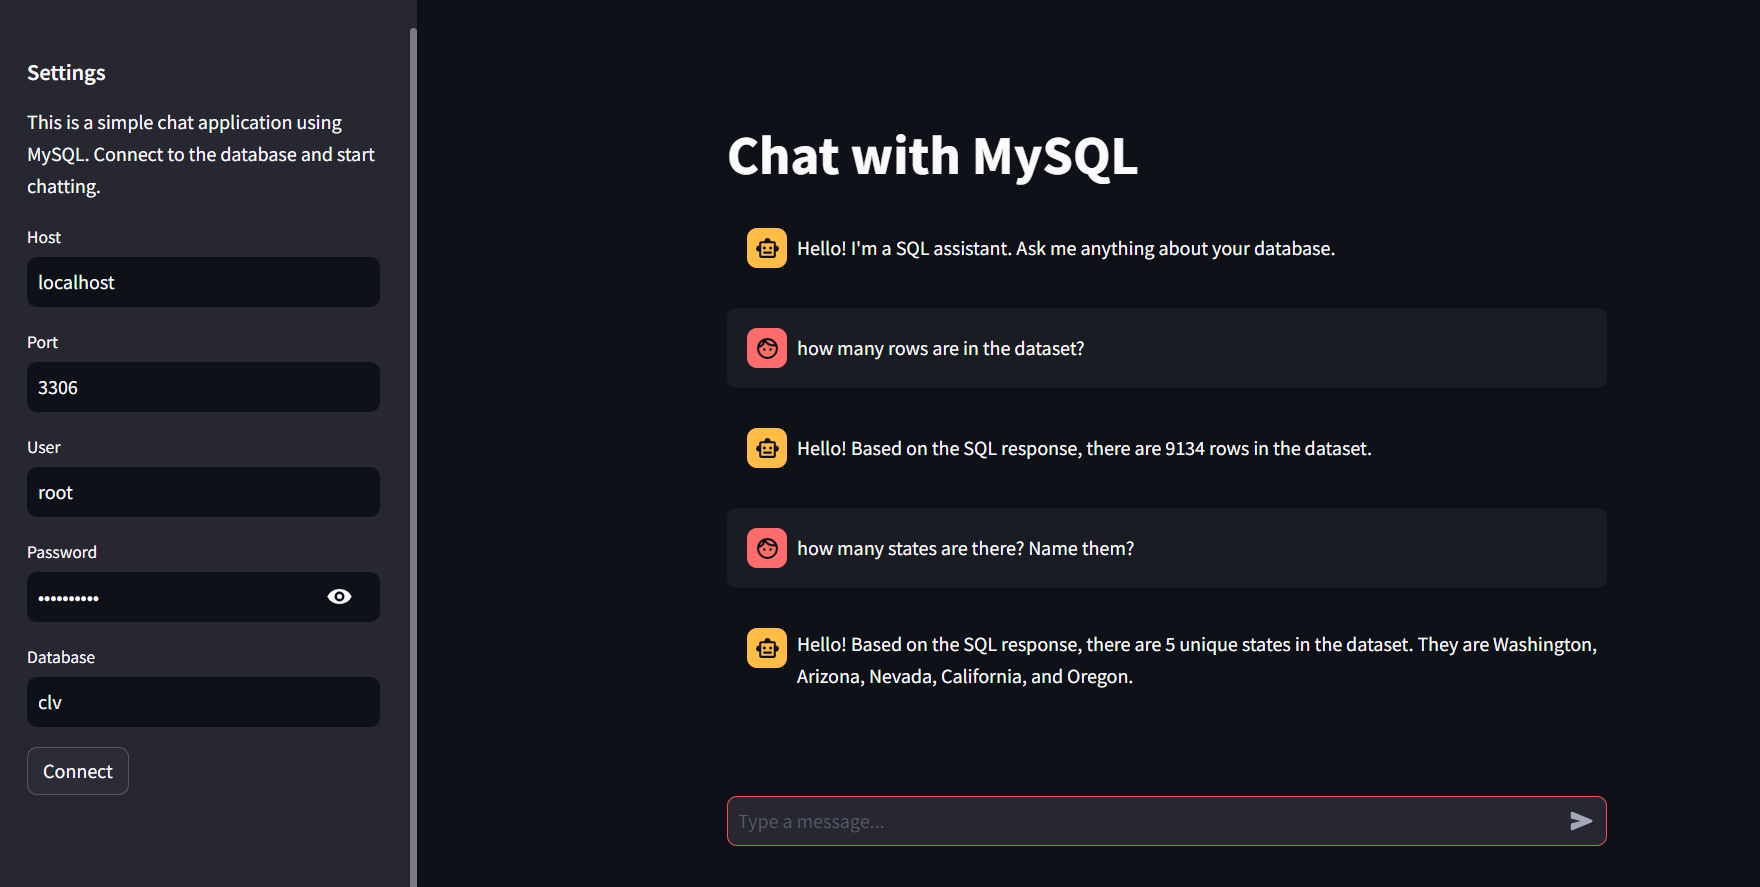 Settings
This is a simple chat application using
MySQL. Connect to the database and start
chatting.
Host
localhost
Port
3306
User
root
Password
••••••••••
Database
clv
Connect
Chat with MySQL
Hello! I'm a SQL assistant. Ask me anything about your database.
how many rows are in the dataset?
Hello! Based on the SQL response, there are 9134 rows in the dataset.
how many states are there? Name them?
Hello! Based on the SQL response, there are 5 unique states in the dataset. They are Washington,
Arizona, Nevada, California, and Oregon.
Type a message...